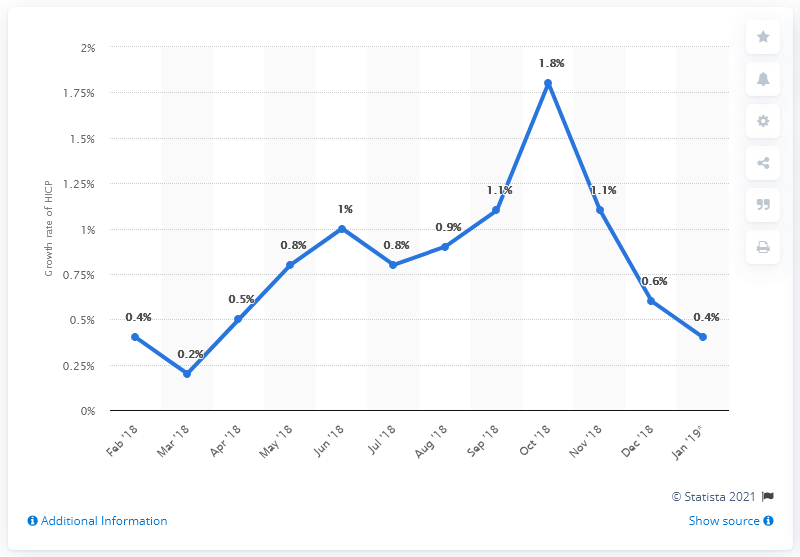 2%
1.75%
1.5%
1.25%
1%
0.75%
0.5%
0.25%
0%
Growth rate of HICP
0.4%
0.2%
0.5%
0.8%
1%
0.8%
0.9%
1.1%
1.8%
1.1%
0.6%
0.4%
Feb '18
Mar '18
Apr '18
May '18
Jun '18
Jul '18
Aug '18
Sep '18
Oct '18
Nov '18
Dec '18
Jan '19*
© Statista 2021
Additional Information
Show source